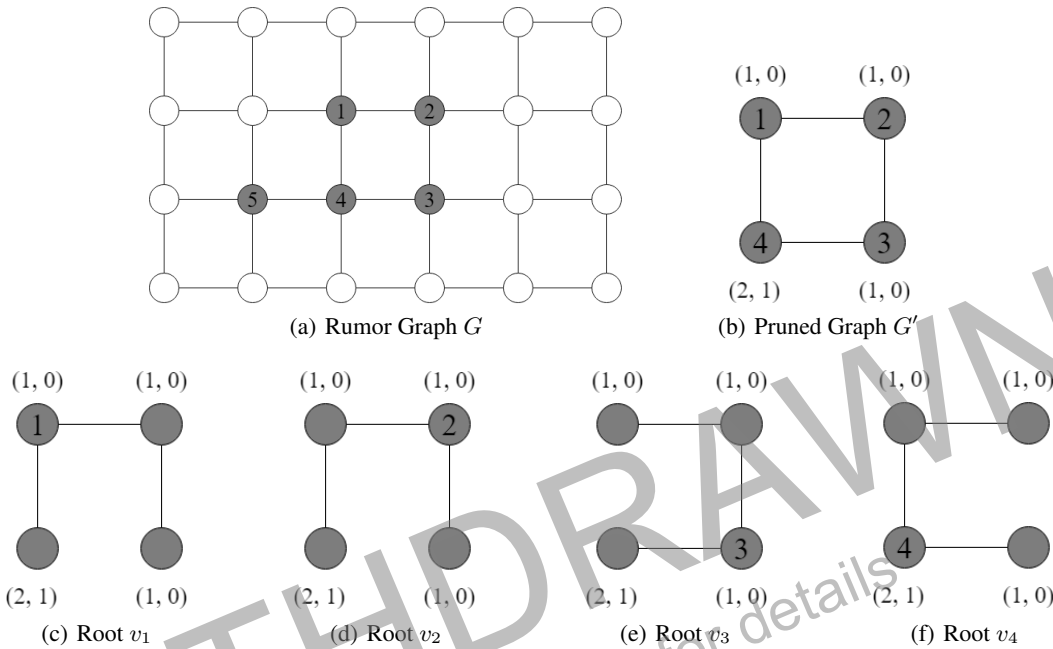 1 2
5 4 3
(a) Rumor Graph G
(1, 0) (1, 0)
1 2
4 3
(2, 1) (1, 0)
(b) Pruned Graph G′
(1, 0) (1, 0)
1
(2, 1) (1, 0)
(c) Root v₁
(1, 0) (1, 0)
2
(2, 1) (1, 0)
(d) Root v₂
(1, 0) (1, 0)
3
(2, 1) (1, 0)
(e) Root v₃
(1, 0) (1, 0)
4
(2, 1) (1, 0)
(f) Root v₄
THDRAWN
for details